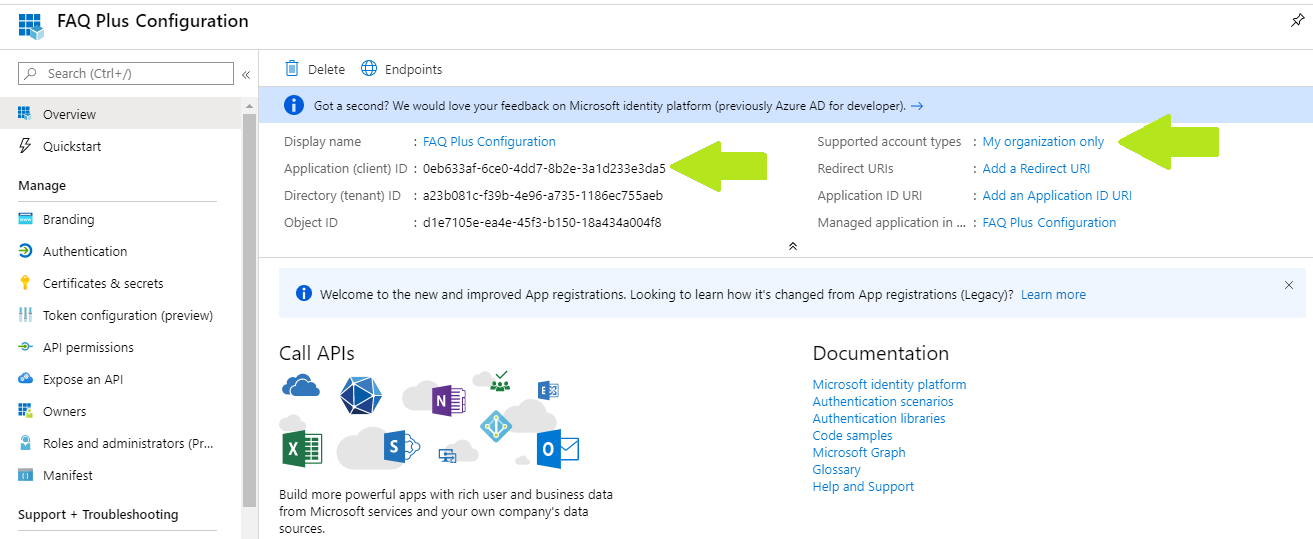 FAQ Plus Configuration
Search (Ctrl+/)
«
Overview
Quickstart
Manage
Branding
Authentication
Certificates & secrets
Token configuration (preview)
API permissions
Expose an API
Owners
Roles and administrators (Pr...
Manifest
Support + Troubleshooting
Delete
Endpoints
Got a second? We would love your feedback on Microsoft identity platform (previously Azure AD for developer). →
Display name : FAQ Plus Configuration
Application (client) ID : 0eb633af-6ce0-4dd7-8b2e-3a1d233e3da5
Directory (tenant) ID : a23b081c-f39b-4e96-a735-1186ec755aeb
Object ID : d1e7105e-ea4e-45f3-b150-18a434a004f8
Supported account types : My organization only
Redirect URIs : Add a Redirect URI
Application ID URI : Add an Application ID URI
Managed application in ... : FAQ Plus Configuration
Welcome to the new and improved App registrations. Looking to learn how it's changed from App registrations (Legacy)? Learn more
Call APIs
N
E
X
S
O
Build more powerful apps with rich user and business data
from Microsoft services and your own company's data
sources.
Documentation
Microsoft identity platform
Authentication scenarios
Authentication libraries
Code samples
Microsoft Graph
Glossary
Help and Support